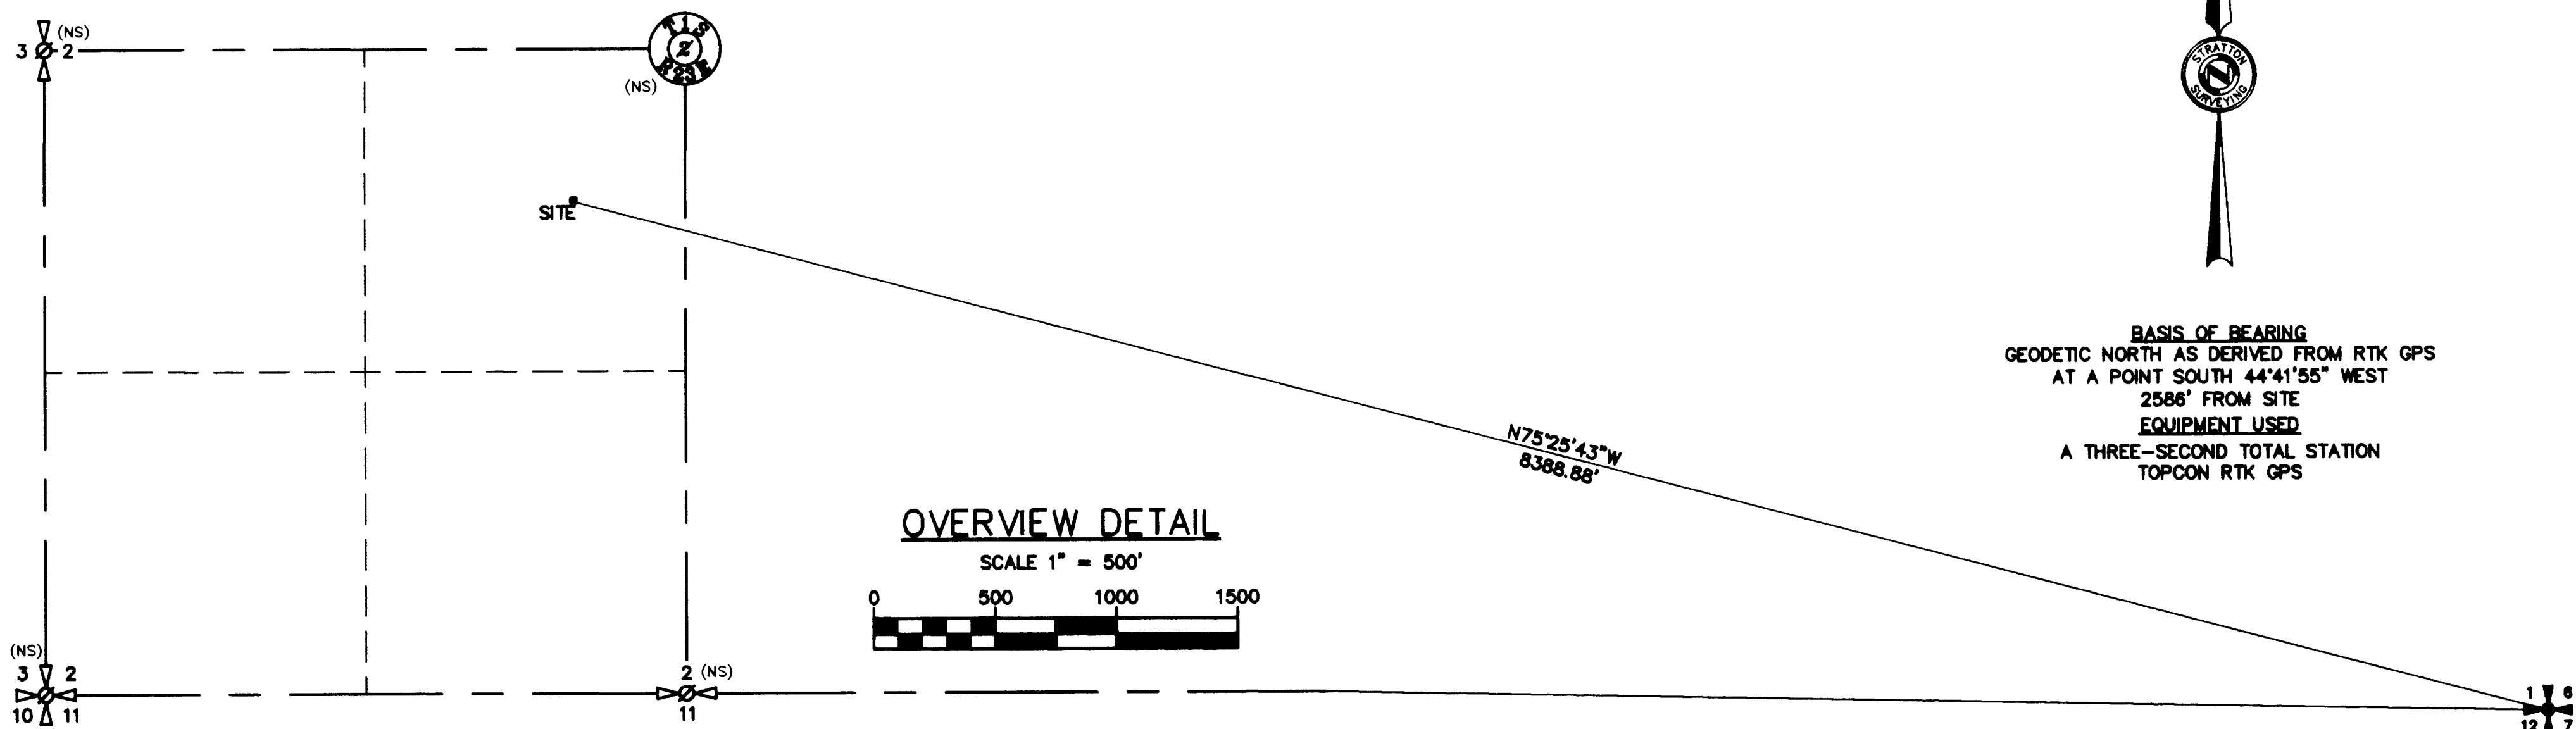 (NS)
3 2
T1S
2
R23E
(NS)
STRATTON
N
SURVEYING
SITE
BASIS OF BEARING
GEODETIC NORTH AS DERIVED FROM RTK GPS
AT A POINT SOUTH 44°41'55" WEST
2586' FROM SITE
EQUIPMENT USED
A THREE-SECOND TOTAL STATION
TOPCON RTK GPS
N75°25'43"W
8388.88'
OVERVIEW DETAIL
SCALE 1" = 500'
0 500 1000 1500
(NS)
3 2
10 11
2 (NS)
11
1 6
12 7